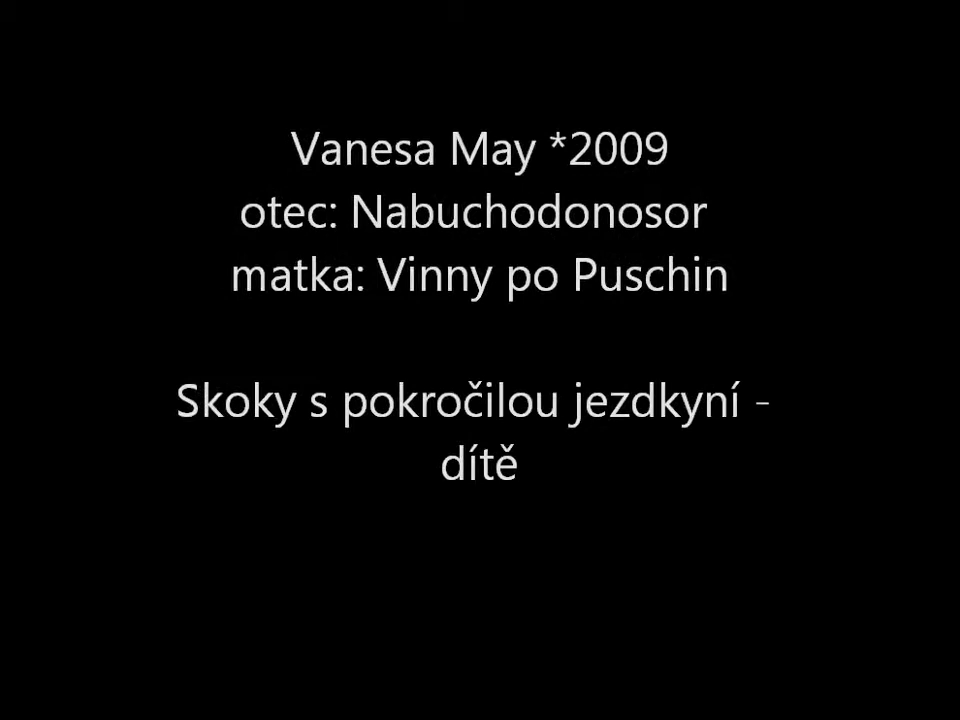 Vanesa May *2009
otec: Nabuchodonosor
matka: Vinny po Puschin
Skoky s pokročilou jezdkyní -
dítě